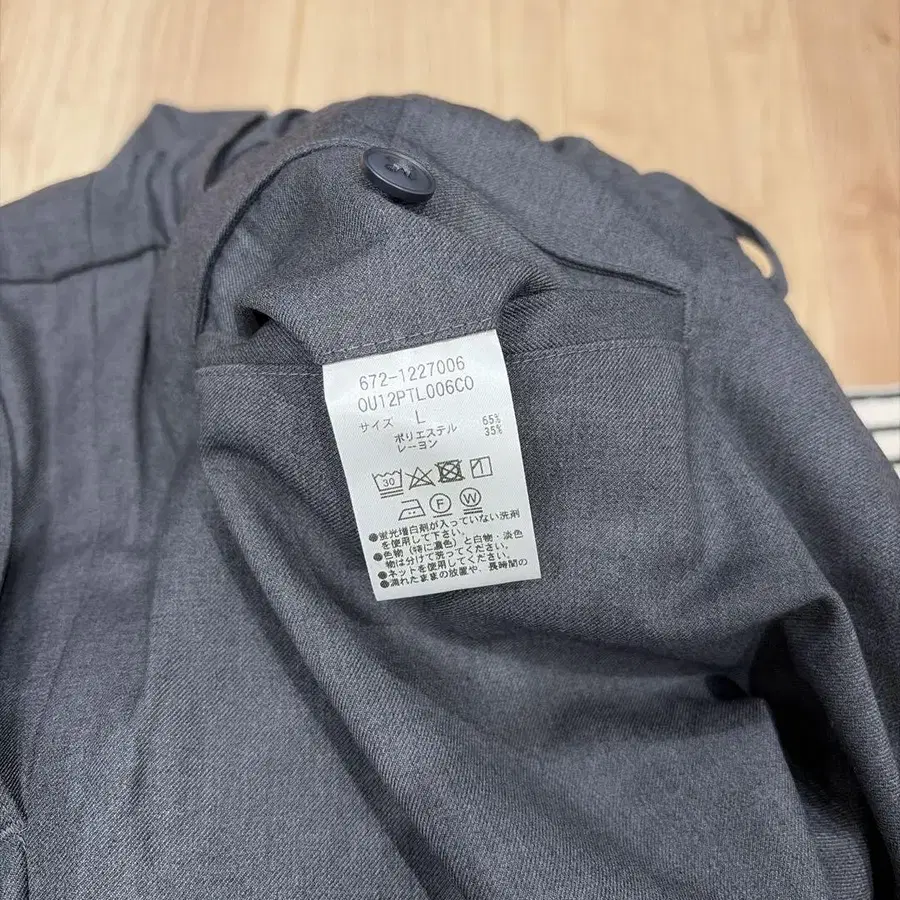 672-1227006
OU12PTL006CO
サイズ L
ポリエステル 65%
レーヨン 35%
30
F W
●蛍光増白剤が入っていない洗剤
を使用して下さい。
●色物(特に濃色)と白物・淡色
物は分けて洗ってください。
●ネットを使用してください。
●濡れたままの放置や、長時間の